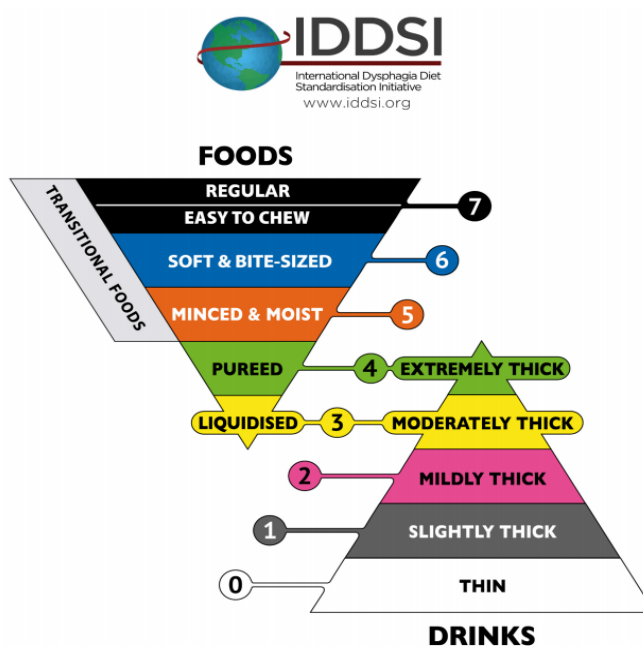 IDDSI
International Dysphagia Diet
Standardisation Initiative
www.iddsi.org
FOODS
TRANSITIONAL FOODS
REGULAR
EASY TO CHEW
7
SOFT & BITE-SIZED
6
MINCED & MOIST
5
PUREED
4
EXTREMELY THICK
LIQUIDISED
3
MODERATELY THICK
2
MILDLY THICK
1
SLIGHTLY THICK
0
THIN
DRINKS